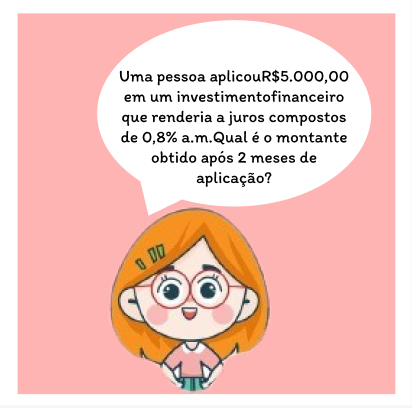 Uma pessoa aplicouR$5.000,00
em um investimentofinanceiro
que renderia a juros compostos
de 0,8% a.m.Qual é o montante
obtido após 2 meses de
aplicação?